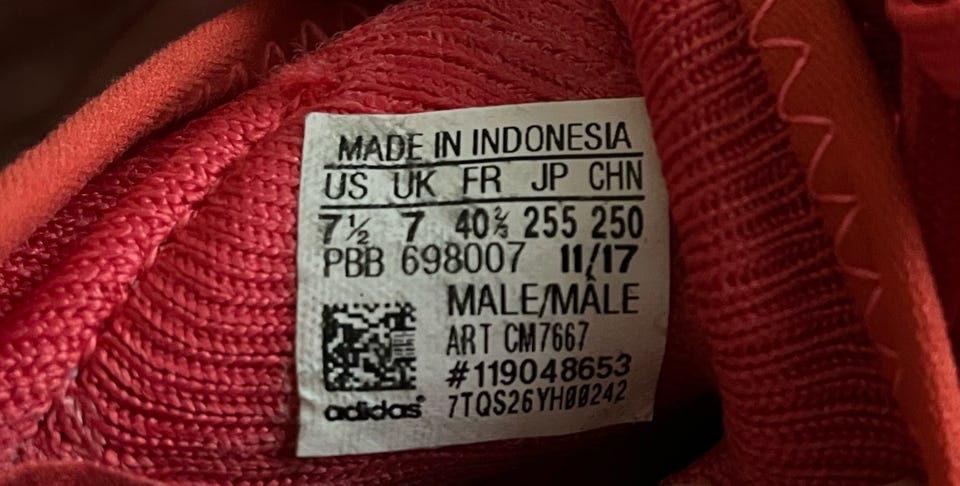 MADE IN INDONESIA
US UK FR JP CHN
7½ 7 40⅔ 255 250
PBB 698007 11/17
MALE/MÂLE
ART CM7667
#119048653
adidas® 7TQS26YH00242